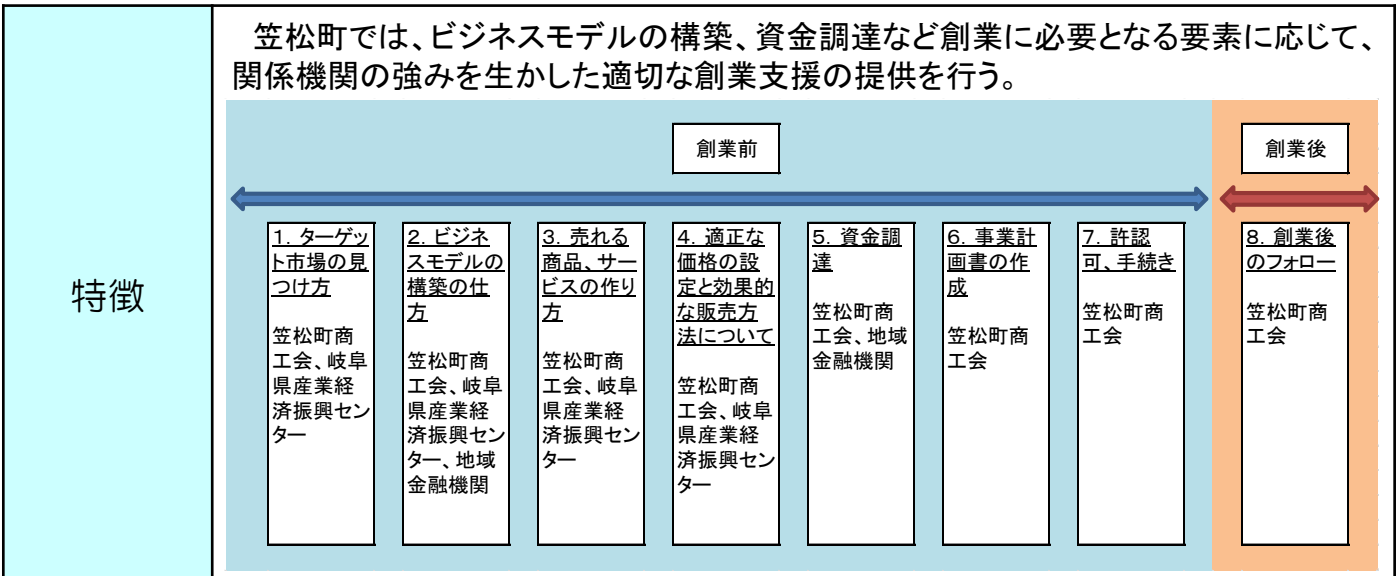 特徴
笠松町では、ビジネスモデルの構築、資金調達など創業に必要となる要素に応じて、
関係機関の強みを生かした適切な創業支援の提供を行う。
創業前
創業後
1．ターゲッ
ト市場の見
つけ方
笠松町商
工会、岐阜
県産業経
済振興セン
ター
2．ビジネ
スモデルの
構築の仕
方
笠松町商
工会、岐阜
県産業経
済振興セン
ター、地域
金融機関
3．売れる
商品、サー
ビスの作り
方
笠松町商
工会、岐阜
県産業経
済振興セン
ター
4．適正な
価格の設
定と効果的
な販売方
法について
笠松町商
工会、岐阜
県産業経
済振興セン
ター
5．資金調
達
笠松町商
工会、地域
金融機関
6．事業計
画書の作
成
笠松町商
工会
7．許認
可、手続き
笠松町商
工会
8．創業後
のフォロー
笠松町商
工会